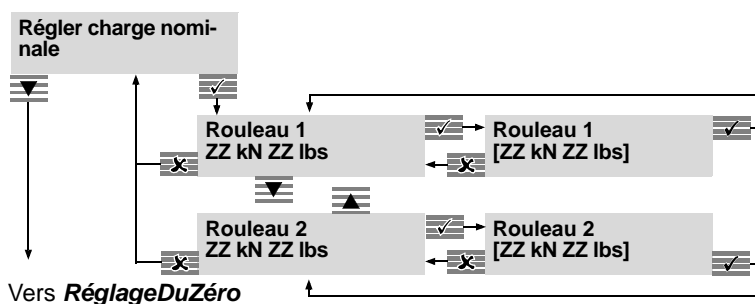 Régler charge nomi-
nale
Rouleau 1
ZZ kN ZZ lbs
Rouleau 1
[ZZ kN ZZ lbs]
Rouleau 2
ZZ kN ZZ lbs
Rouleau 2
[ZZ kN ZZ lbs]
Vers RéglageDuZéro